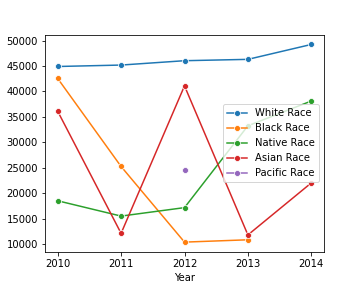 50000
45000
40000
35000
30000
25000
20000
15000
10000
White Race
Black Race
Native Race
Asian Race
Pacific Race
2010 2011 2012 2013 2014
Year